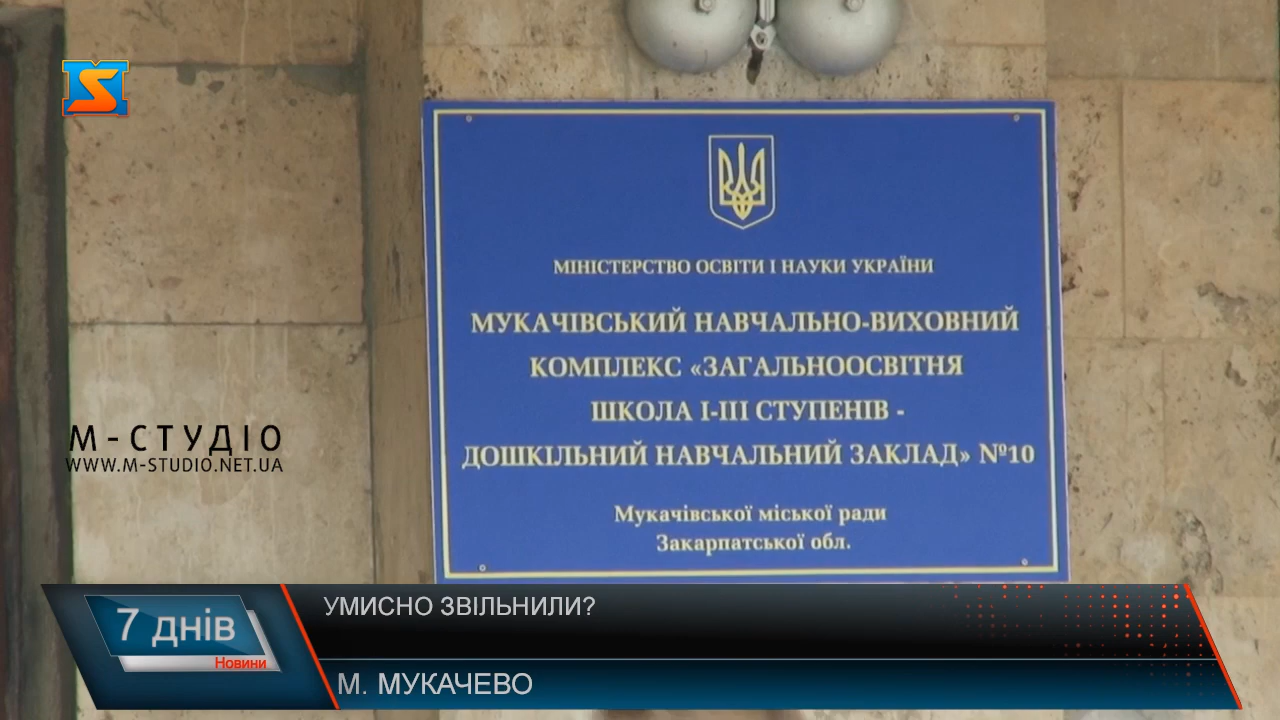 МІНІСТЕРСТВО ОСВІТИ І НАУКИ УКРАЇНИ
МУКАЧІВСЬКИЙ НАВЧАЛЬНО-ВИХОВНИЙ
КОМПЛЕКС «ЗАГАЛЬНООСВІТНЯ
ШКОЛА І-ІІІ СТУПЕНІВ -
ДОШКІЛЬНИЙ НАВЧАЛЬНИЙ ЗАКЛАД» №10
Мукачівської міської ради
Закарпатської обл.
М-СТУДІО
WWW.M-STUDIO.NET.UA
7 днів
Новини
УМИСНО ЗВІЛЬНИЛИ?
М. МУКАЧЕВО